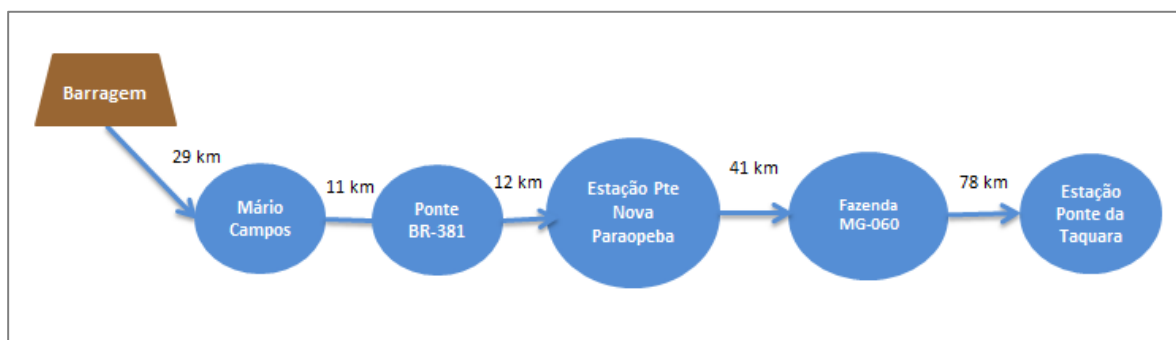 Barragem
29 km
Mário
Campos
11 km
Ponte
BR-381
12 km
Estação Pte
Nova
Paraopeba
41 km
Fazenda
MG-060
78 km
Estação
Ponte da
Taquara